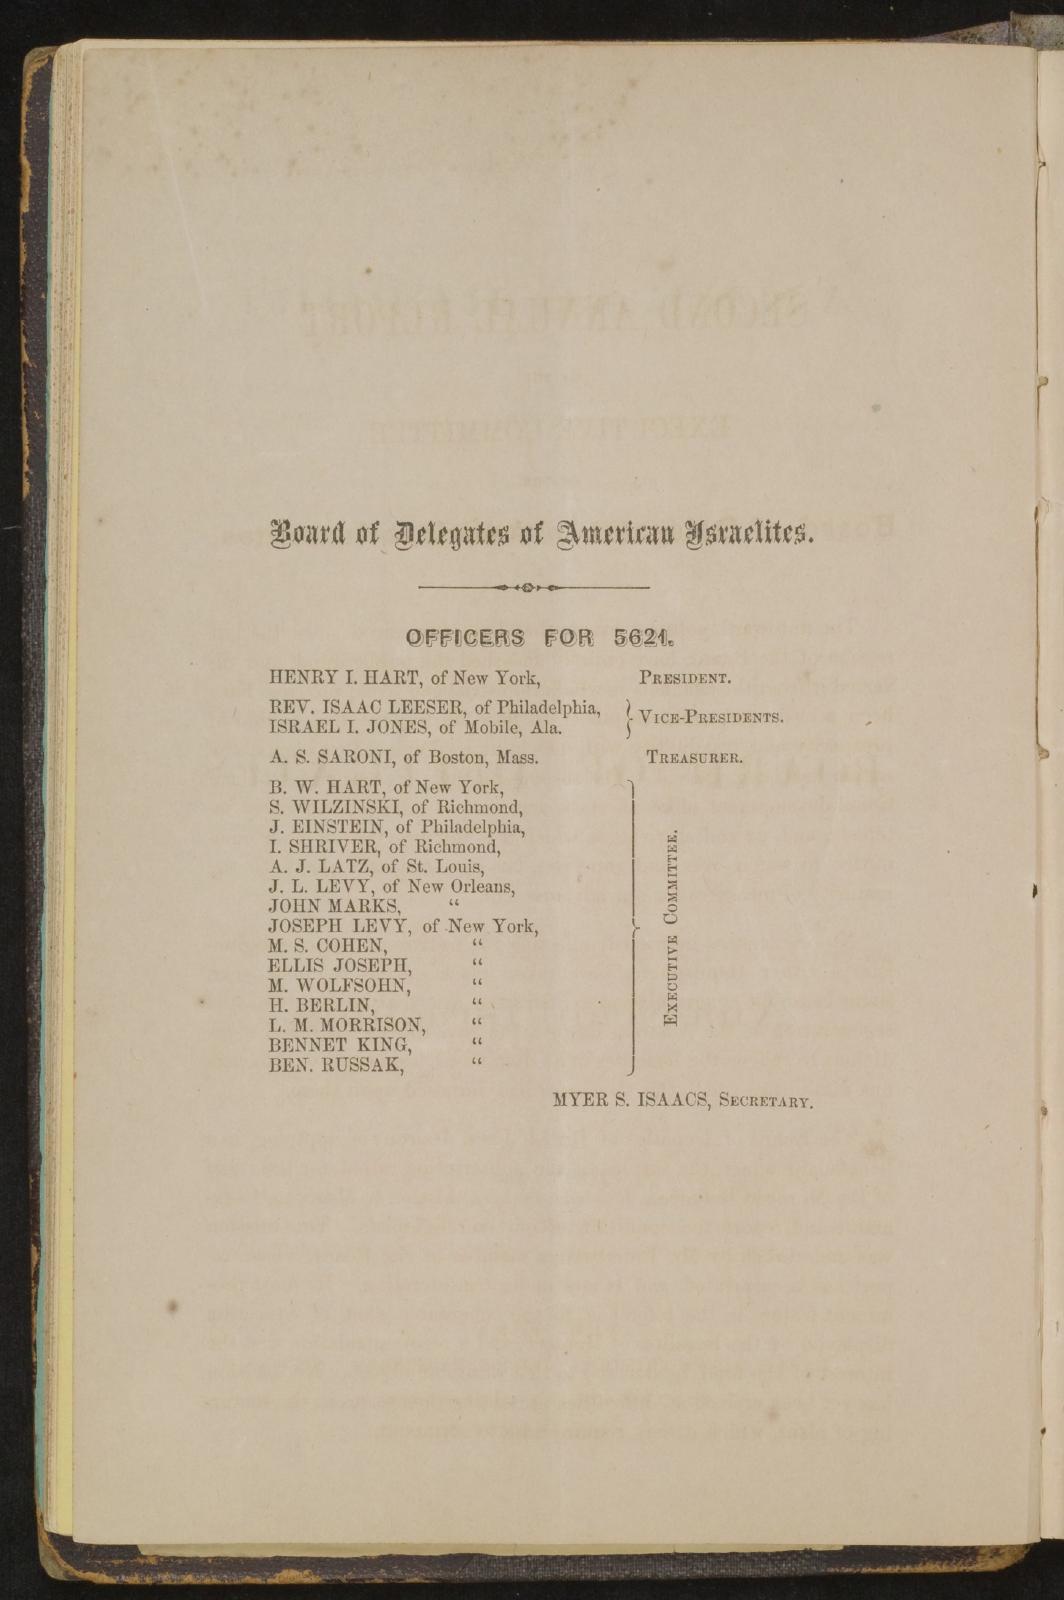 Board of Delegates of American Israelites.
OFFICERS FOR 5621.
HENRY I. HART, of New York, PRESIDENT.
REV. ISAAC LEESER, of Philadelphia,
ISRAEL I. JONES, of Mobile, Ala.
VICE-PRESIDENTS.
A. S. SARONI, of Boston, Mass. TREASURER.
B. W. HART, of New York,
S. WILZINSKI, of Richmond,
J. EINSTEIN, of Philadelphia,
I. SHRIVER, of Richmond,
A. J. LATZ, of St. Louis,
J. L. LEVY, of New Orleans,
JOHN MARKS, “
JOSEPH LEVY, of New York,
M. S. COHEN, “
ELLIS JOSEPH, “
M. WOLFSOHN, “
H. BERLIN, “
L. M. MORRISON, “
BENNET KING, “
BEN. RUSSAK, “
EXECUTIVE COMMITTEE.
MYER S. ISAACS, SECRETARY.